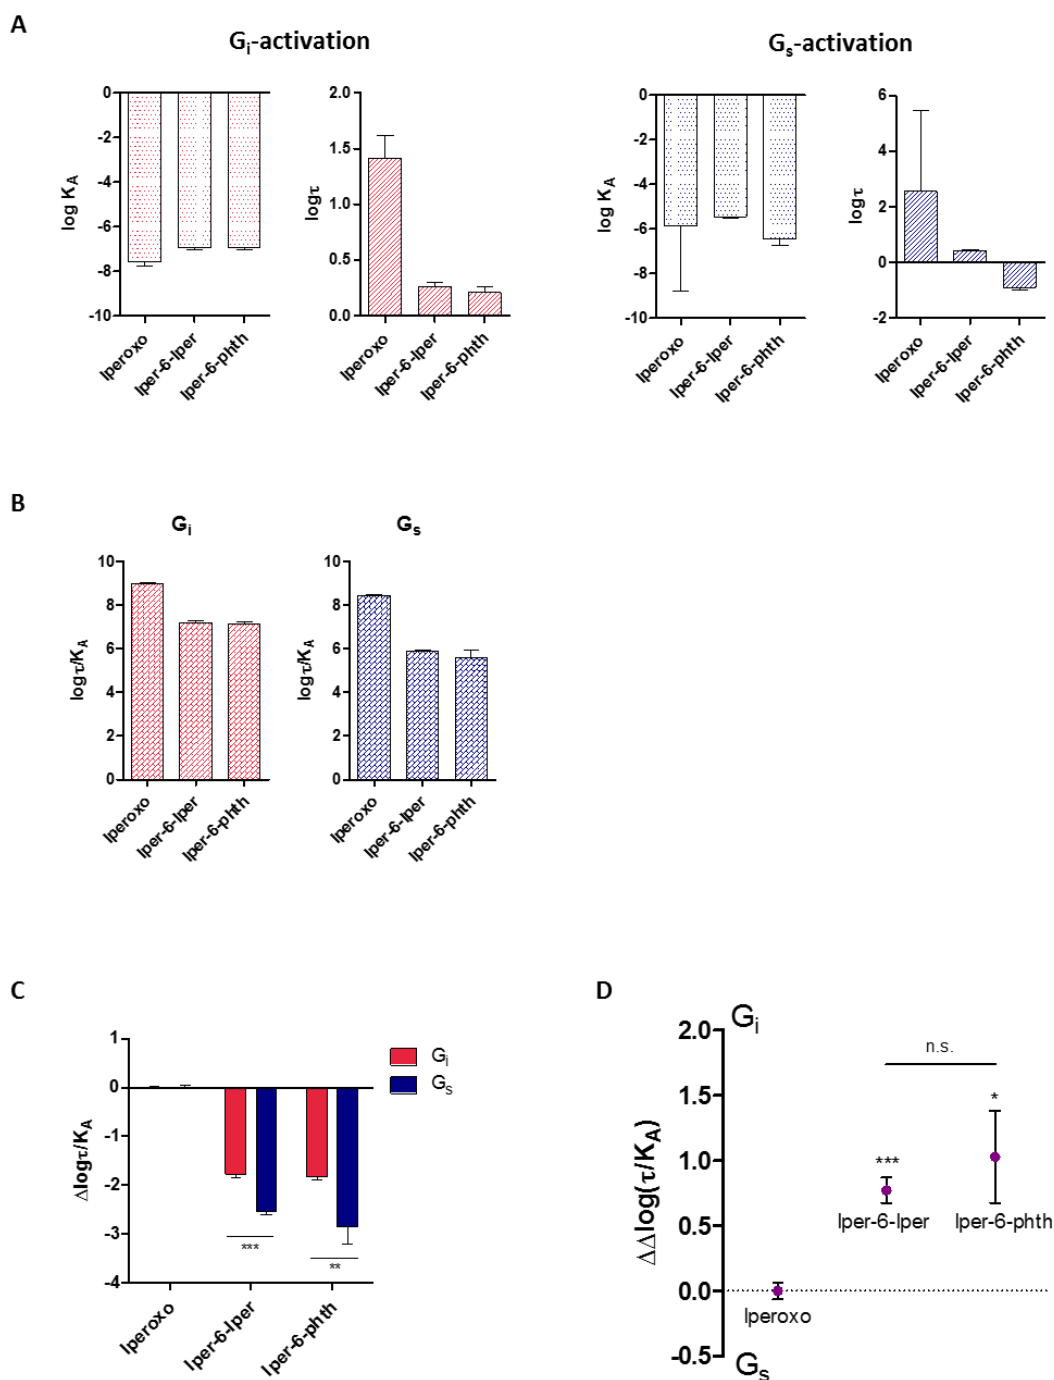 A
Gi-activation
Gs-activation
0
-2
-4
-6
-8
-10
log KA
Iperoxo
Iper-6-Iper
Iper-6-phth
2.0
1.5
1.0
0.5
0.0
logτ
Iperoxo
Iper-6-Iper
Iper-6-phth
0
-2
-4
-6
-8
-10
log KA
Iperoxo
Iper-6-Iper
Iper-6-phth
6
4
2
0
-2
logτ
Iperoxo
Iper-6-Iper
Iper-6-phth
B
Gi
10
8
6
4
2
0
logτ/KA
Iperoxo
Iper-6-Iper
Iper-6-phth
Gs
10
8
6
4
2
0
logτ/KA
Iperoxo
Iper-6-Iper
Iper-6-phth
C
1
0
-1
-2
-3
-4
Δlogτ/KA
Gi
Gs
***
**
Iperoxo
Iper-6-Iper
Iper-6-phth
D
Gi
2.0
1.5
1.0
0.5
0.0
-0.5
Gs
ΔΔlog(τ/KA)
n.s.
*
***
Iper-6-Iper
Iper-6-phth
Iperoxo